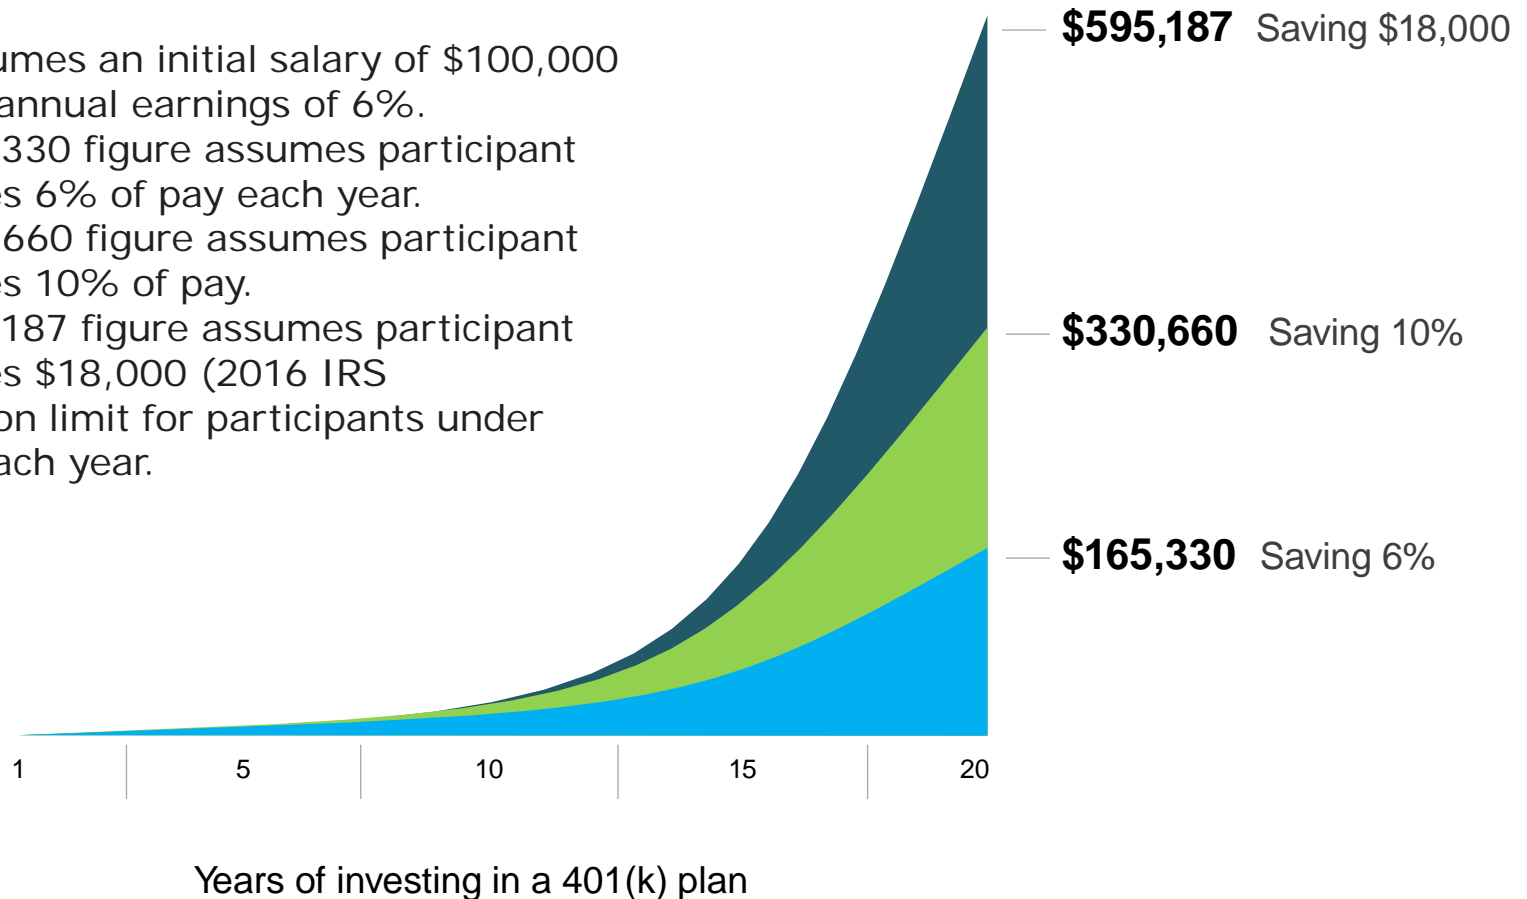 umes an initial salary of $100,000
annual earnings of 6%.
330 figure assumes participant
es 6% of pay each year.
660 figure assumes participant
es 10% of pay.
187 figure assumes participant
es $18,000 (2016 IRS
on limit for participants under
ach year.
$595,187 Saving $18,000
$330,660 Saving 10%
$165,330 Saving 6%
1 5 10 15 20
Years of investing in a 401(k) plan